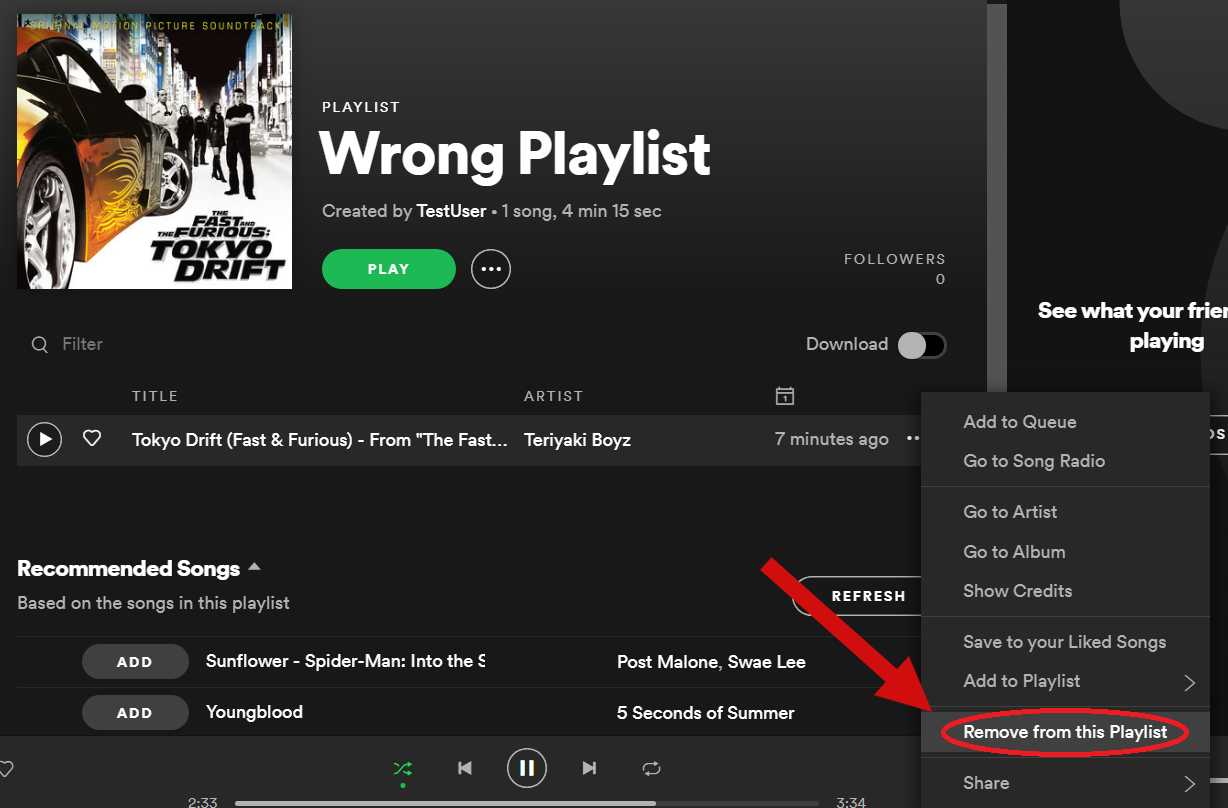 ORIGINAL MOTION PICTURE SOUNDTRACK
THE
FAST AND
THE FURIOUS:
TOKYO
DRIFT
PLAYLIST
Wrong Playlist
Created by TestUser • 1 song, 4 min 15 sec
PLAY
FOLLOWERS
0
See what your
playing
Filter
Download
TITLE
ARTIST
1
Tokyo Drift (Fast & Furious) - From "The Fast...
Teriyaki Boyz
7 minutes ago
Add to Queue
Go to Song Radio
Go to Artist
Go to Album
Show Credits
Save to your Liked Songs
Add to Playlist
Remove from this Playlist
Share
Recommended Songs
Based on the songs in this playlist
REFRESH
ADD
Sunflower - Spider-Man: Into the S
Post Malone, Swae Lee
ADD
Youngblood
5 Seconds of Summer
2:33
3:34